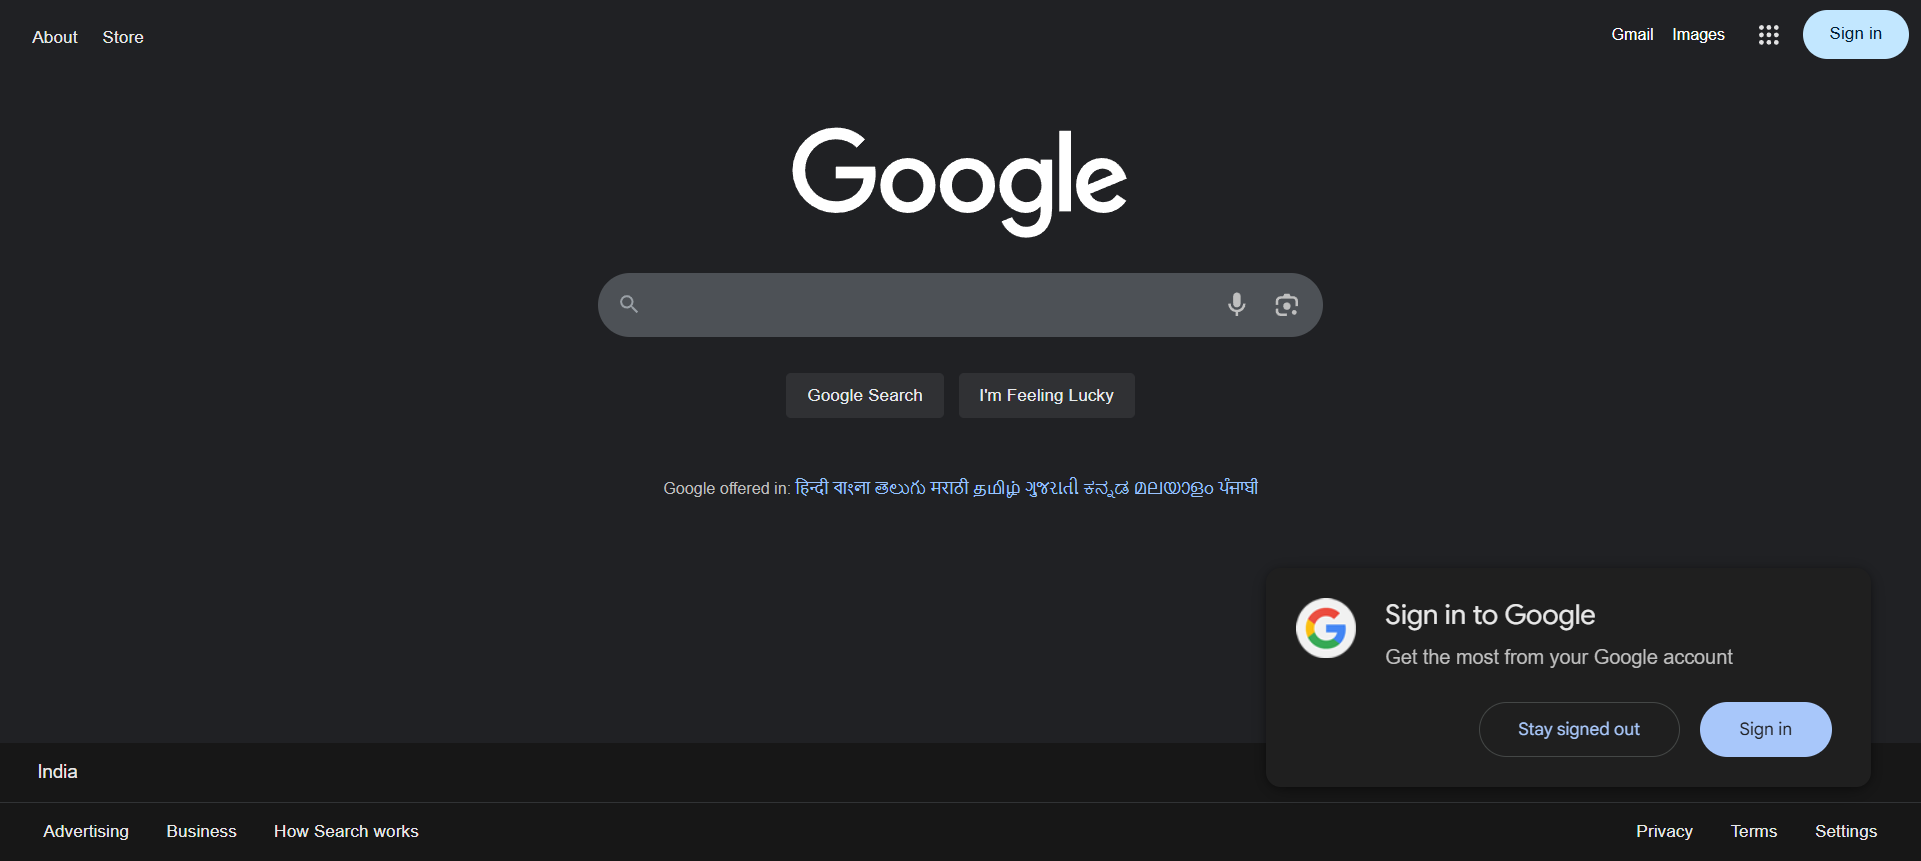 About Store
Gmail Images Sign in
Google
Google Search I'm Feeling Lucky
Google offered in: हिन्दी বাংলা తెలుగు मराठी தமிழ் ગુજરાતી ಕನ್ನಡ മലയാളം ਪੰਜਾਬੀ
Sign in to Google
Get the most from your Google account
Stay signed out Sign in
India
Advertising Business How Search works
Privacy Terms Settings